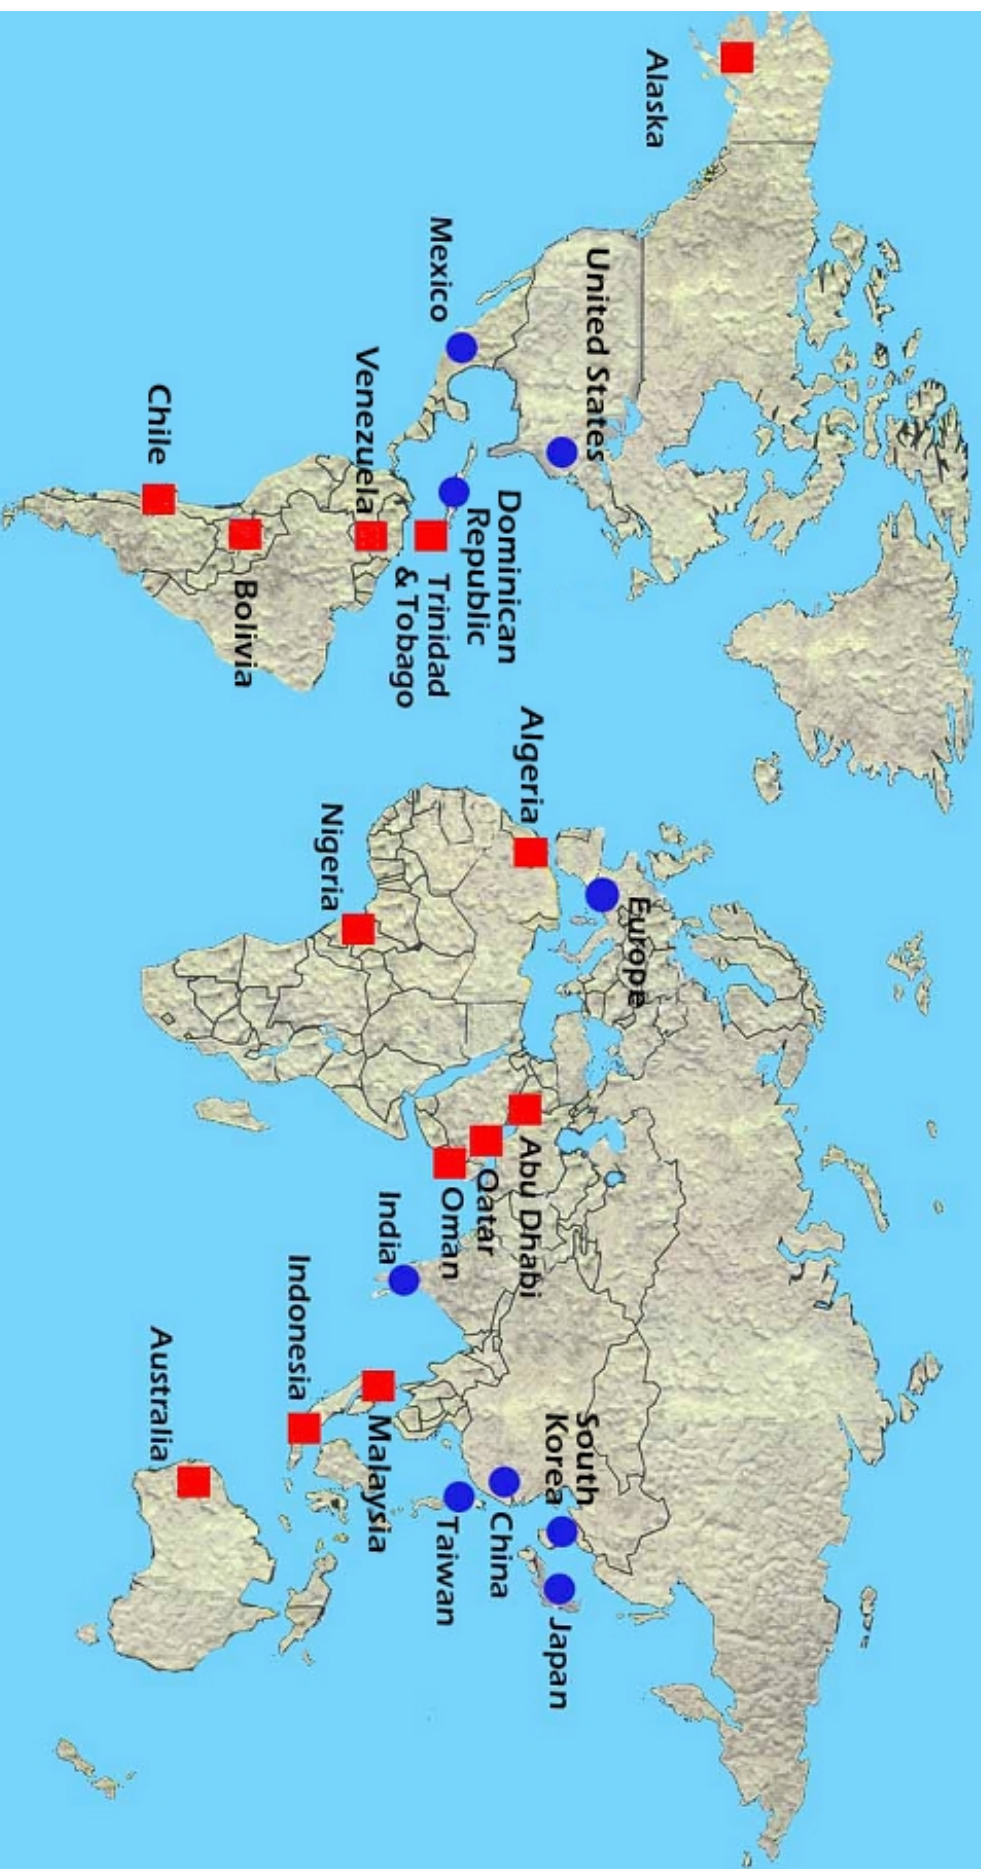 Alaska
United States
Mexico
Dominican
Republic
Venezuela
Trinidad
& Tobago
Chile
Bolivia
Europe
Algeria
Nigeria
Abu Dhabi
Qatar
Oman
India
South
Korea
Japan
China
Taiwan
Malaysia
Indonesia
Australia